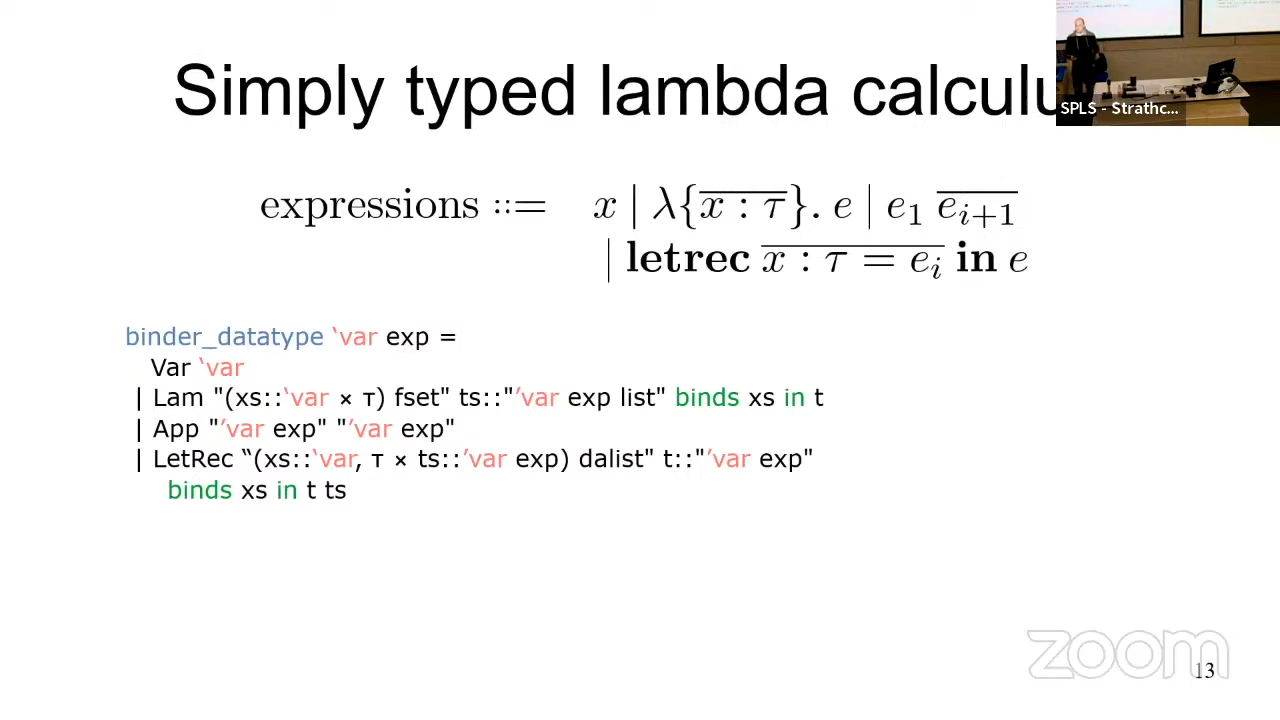 Simply typed lambda calculu
SPLS - Strathc...
expressions ::= x | λ{x : τ}. e | e₁ eᵢ₊₁
| letrec x : τ = eᵢ in e
binder_datatype ‘var exp =
Var ‘var
| Lam "(xs::‘var × τ) fset" ts::"’var exp list" binds xs in t
| App "’var exp" "’var exp"
| LetRec “(xs::‘var, τ × ts::’var exp) dalist" t::"’var exp"
binds xs in t ts
zoom
13